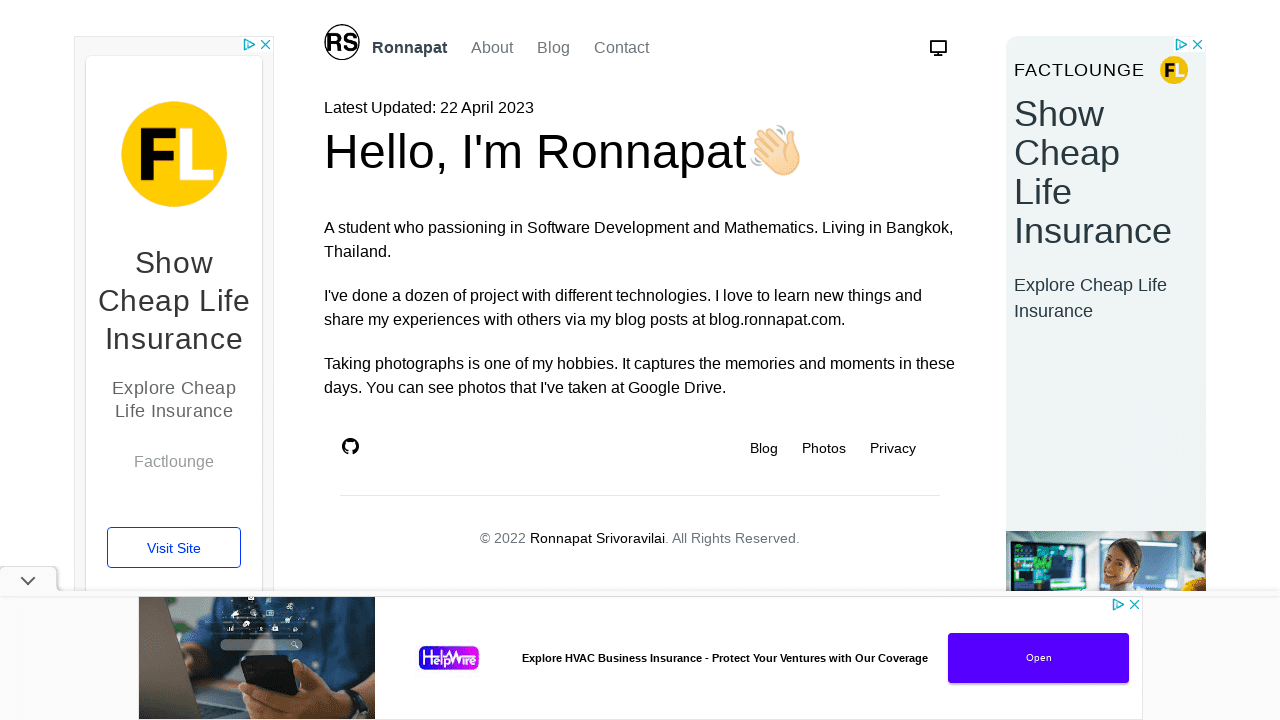 RS Ronnapat About Blog Contact
Latest Updated: 22 April 2023
Hello, I'm Ronnapat👋🏻
A student who passioning in Software Development and Mathematics. Living in Bangkok,
Thailand.
I've done a dozen of project with different technologies. I love to learn new things and
share my experiences with others via my blog posts at blog.ronnapat.com.
Taking photographs is one of my hobbies. It captures the memories and moments in these
days. You can see photos that I've taken at Google Drive.
Blog Photos Privacy
© 2022 Ronnapat Srivoravilai. All Rights Reserved.
FL
Show
Cheap Life
Insurance
Explore Cheap
Life Insurance
Factlounge
Visit Site
FACTLOUNGE FL
Show
Cheap
Life
Insurance
Explore Cheap Life
Insurance
HelpWire
Explore HVAC Business Insurance - Protect Your Ventures with Our Coverage
Open